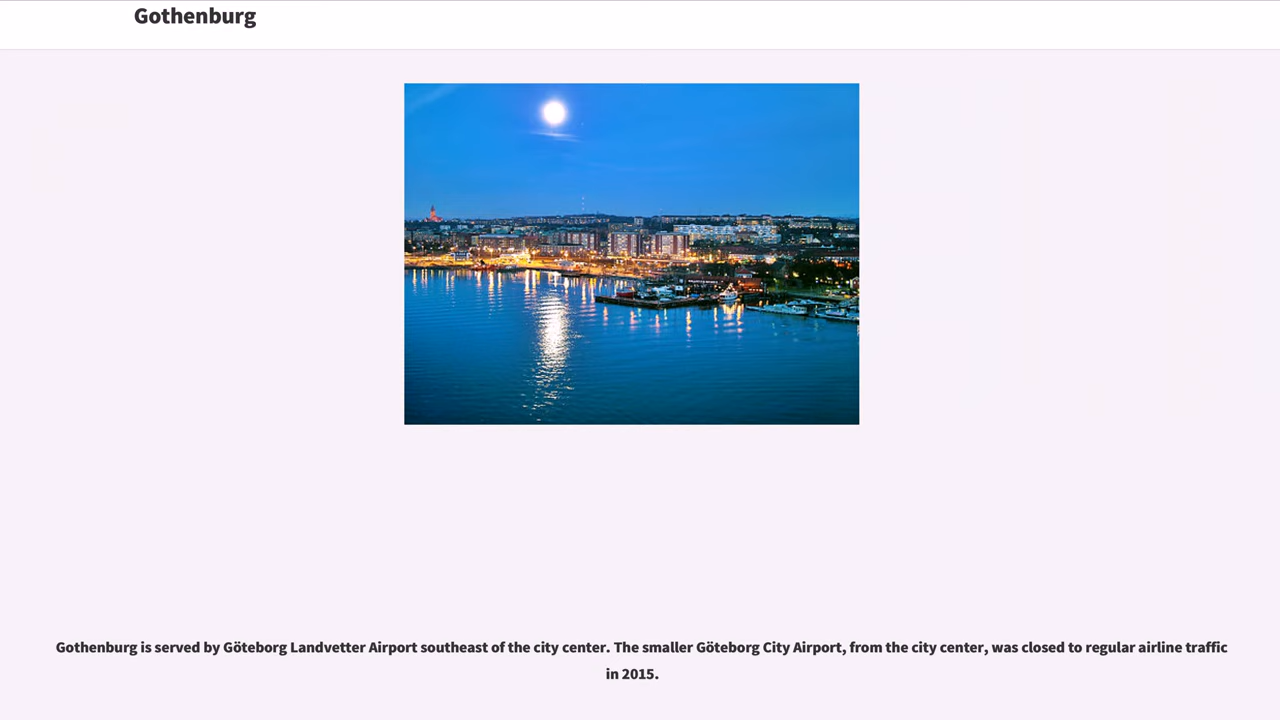 Gothenburg
Gothenburg is served by Göteborg Landvetter Airport southeast of the city center. The smaller Göteborg City Airport, from the city center, was closed to regular airline traffic
in 2015.